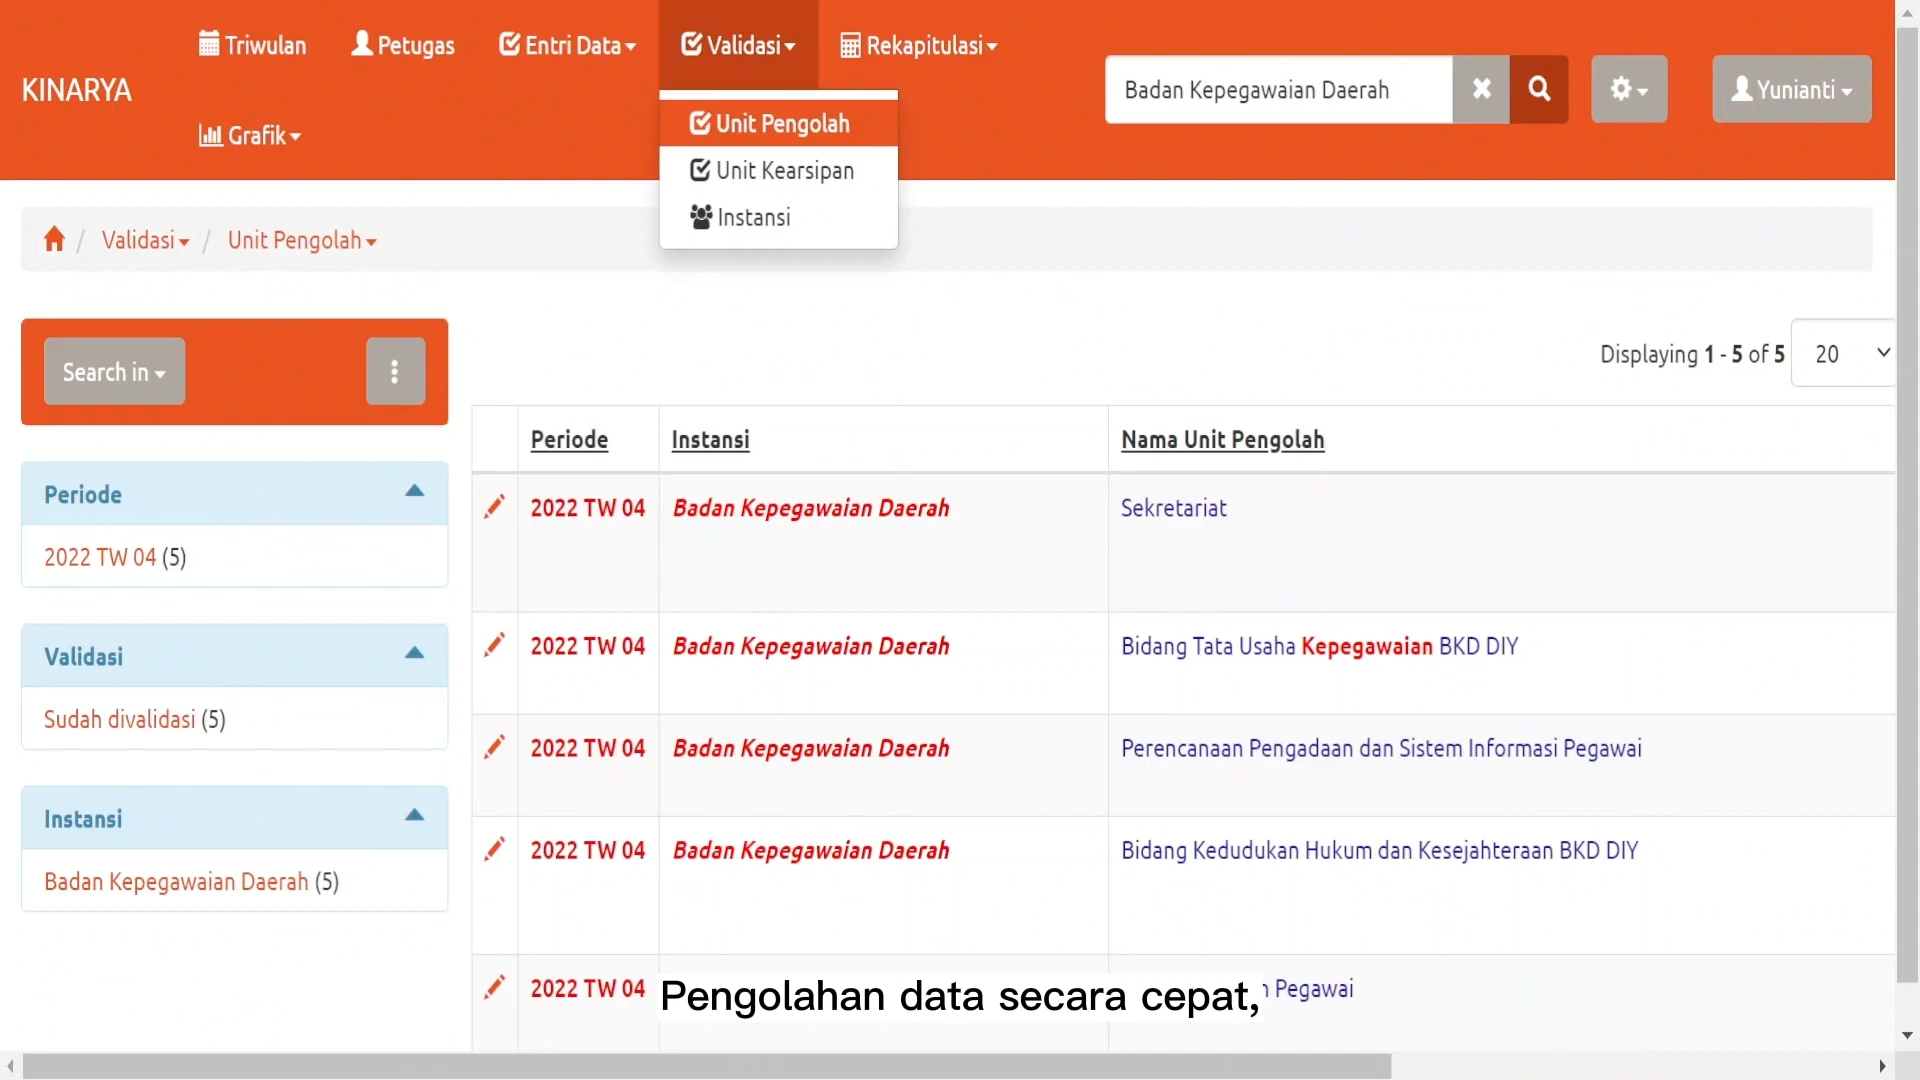 KINARYA
Triwulan
Petugas
Entri Data
Validasi
Rekapitulasi
Grafik
Unit Pengolah
Unit Kearsipan
Instansi
Badan Kepegawaian Daerah
Yunianti
/ Validasi / Unit Pengolah
Search in
Displaying 1 - 5 of 5 20
Periode
2022 TW 04 (5)
Validasi
Sudah divalidasi (5)
Instansi
Badan Kepegawaian Daerah (5)
Periode Instansi Nama Unit Pengolah
2022 TW 04 Badan Kepegawaian Daerah Sekretariat
2022 TW 04 Badan Kepegawaian Daerah Bidang Tata Usaha Kepegawaian BKD DIY
2022 TW 04 Badan Kepegawaian Daerah Perencanaan Pengadaan dan Sistem Informasi Pegawai
2022 TW 04 Badan Kepegawaian Daerah Bidang Kedudukan Hukum dan Kesejahteraan BKD DIY
2022 TW 04 Pegawai
Pengolahan data secara cepat,